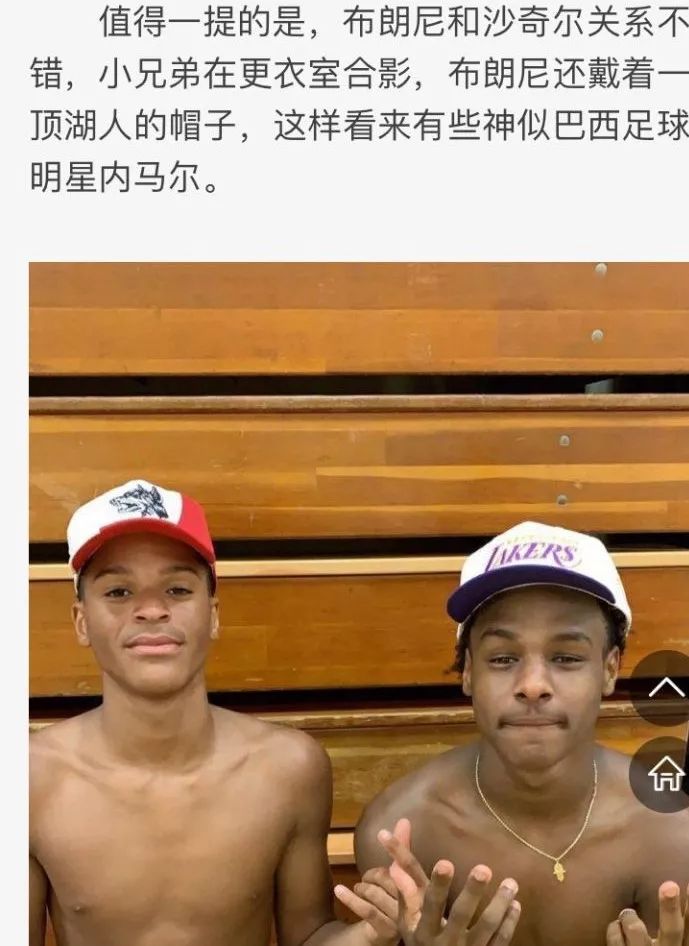 值得一提的是，布朗尼和沙奇尔关系不
错，小兄弟在更衣室合影，布朗尼还戴着一
顶湖人的帽子，这样看来有些神似巴西足球
明星内马尔。
LAKERS